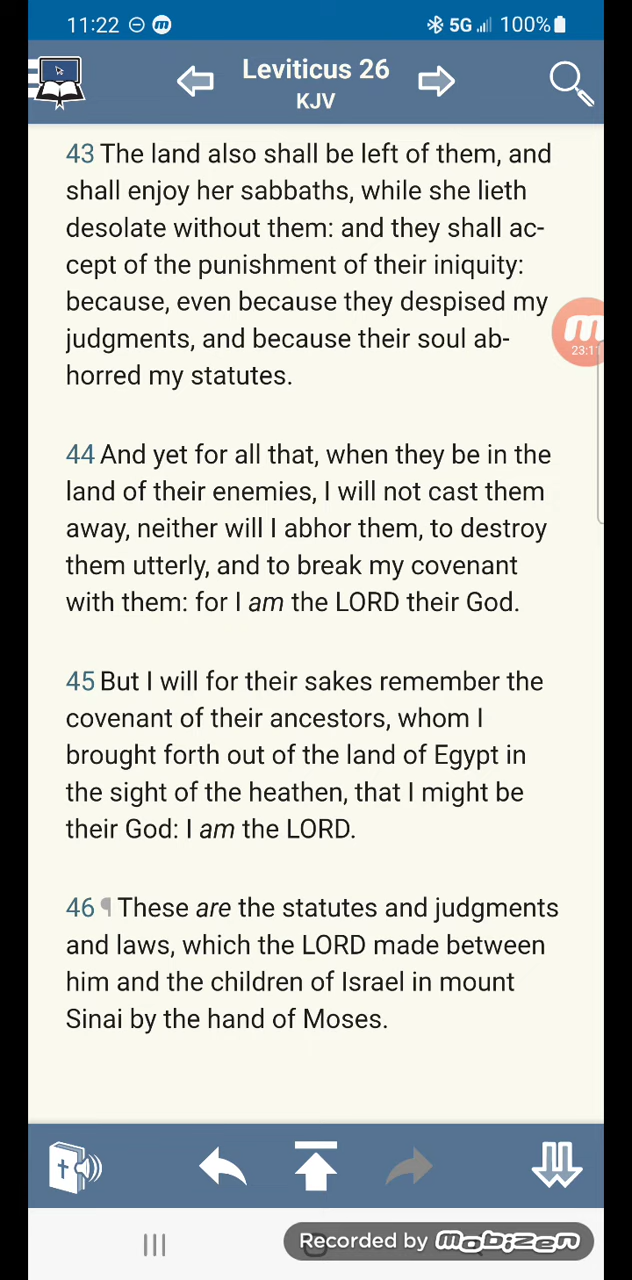 11:22 m 5G 100%
Leviticus 26
KJV
43 The land also shall be left of them, and
shall enjoy her sabbaths, while she lieth
desolate without them: and they shall ac-
cept of the punishment of their iniquity:
because, even because they despised my
judgments, and because their soul ab-
horred my statutes.
m
23:1
44 And yet for all that, when they be in the
land of their enemies, I will not cast them
away, neither will I abhor them, to destroy
them utterly, and to break my covenant
with them: for I am the LORD their God.
45 But I will for their sakes remember the
covenant of their ancestors, whom I
brought forth out of the land of Egypt in
the sight of the heathen, that I might be
their God: I am the LORD.
46 ¶ These are the statutes and judgments
and laws, which the LORD made between
him and the children of Israel in mount
Sinai by the hand of Moses.
Recorded by mobizen